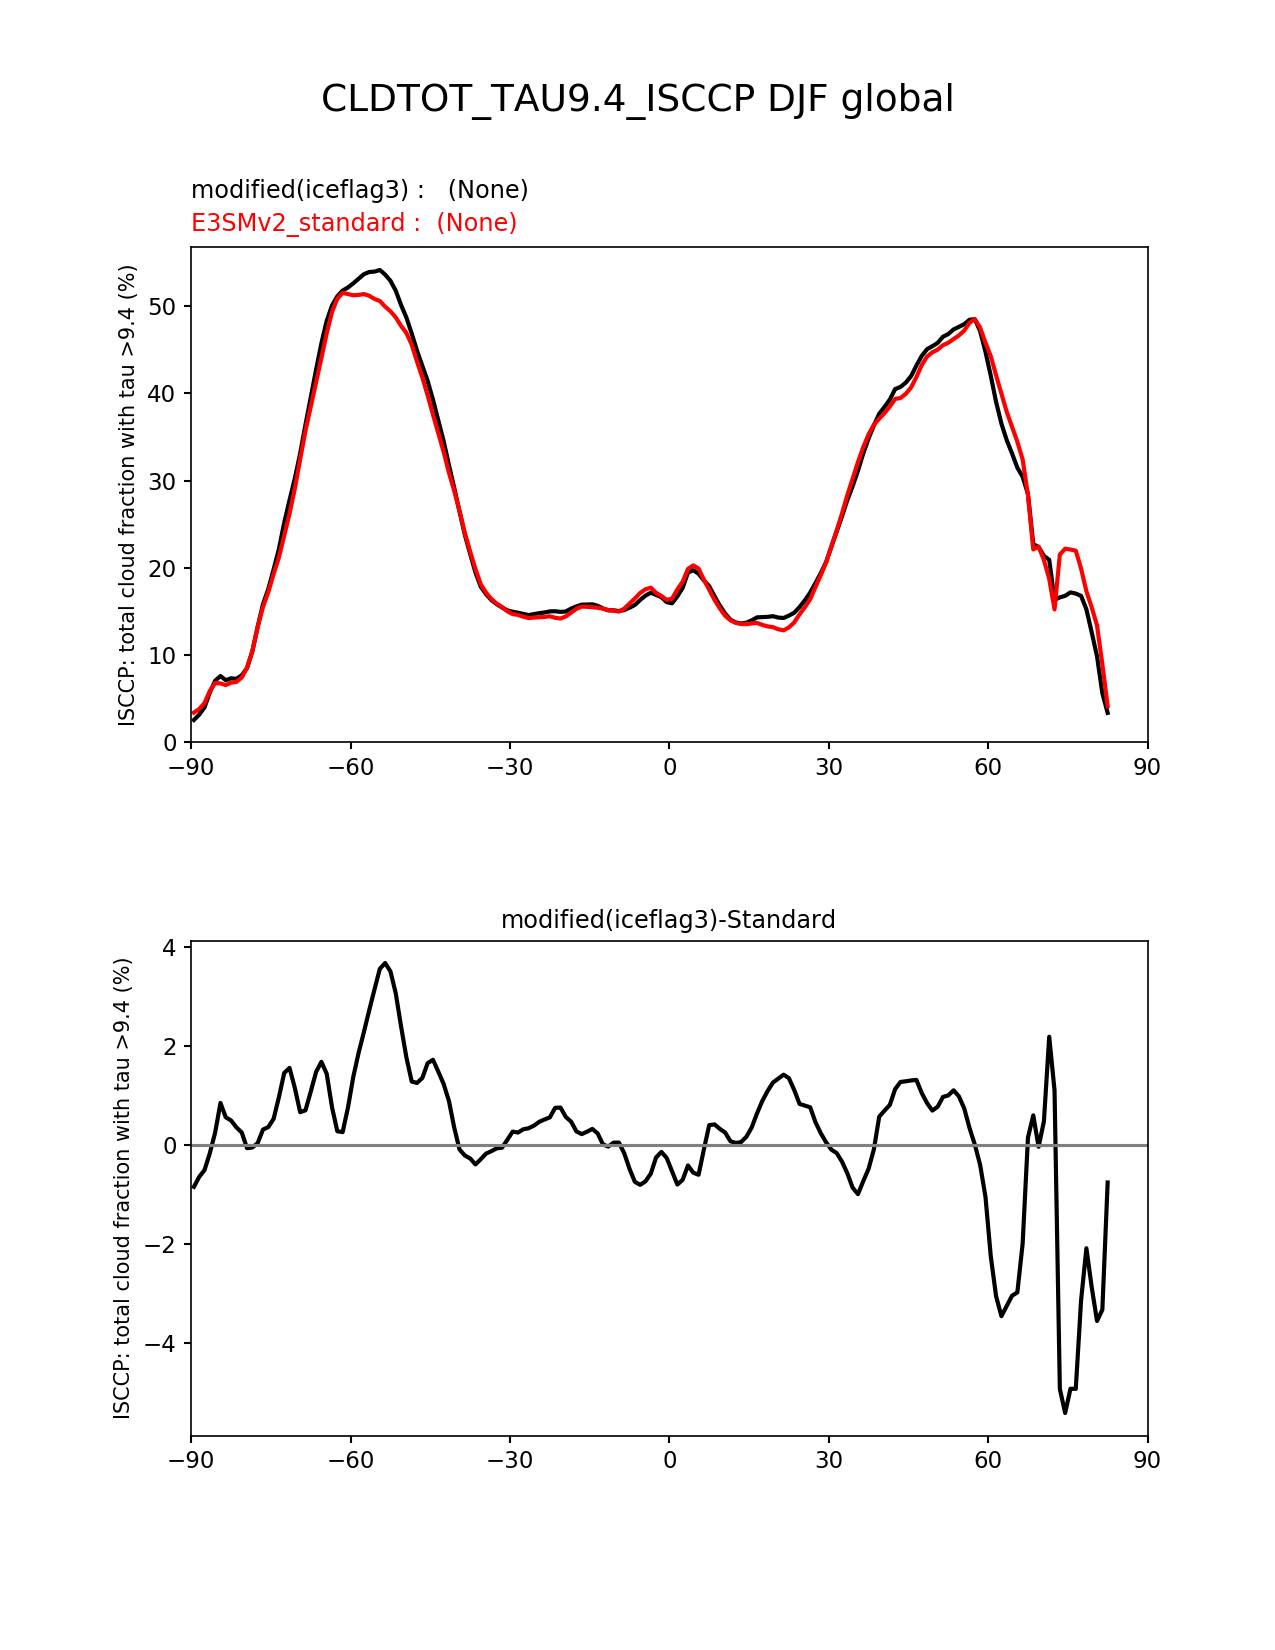 CLDTOT_TAU9.4_ISCCP DJF global
modified(iceflag3) :   (None)
E3SMv2_standard :  (None)
ISCCP: total cloud fraction with tau >9.4 (%)
50
40
30
20
10
0
−90 −60 −30 0 30 60 90
modified(iceflag3)-Standard
ISCCP: total cloud fraction with tau >9.4 (%)
4
2
0
−2
−4
−90 −60 −30 0 30 60 90